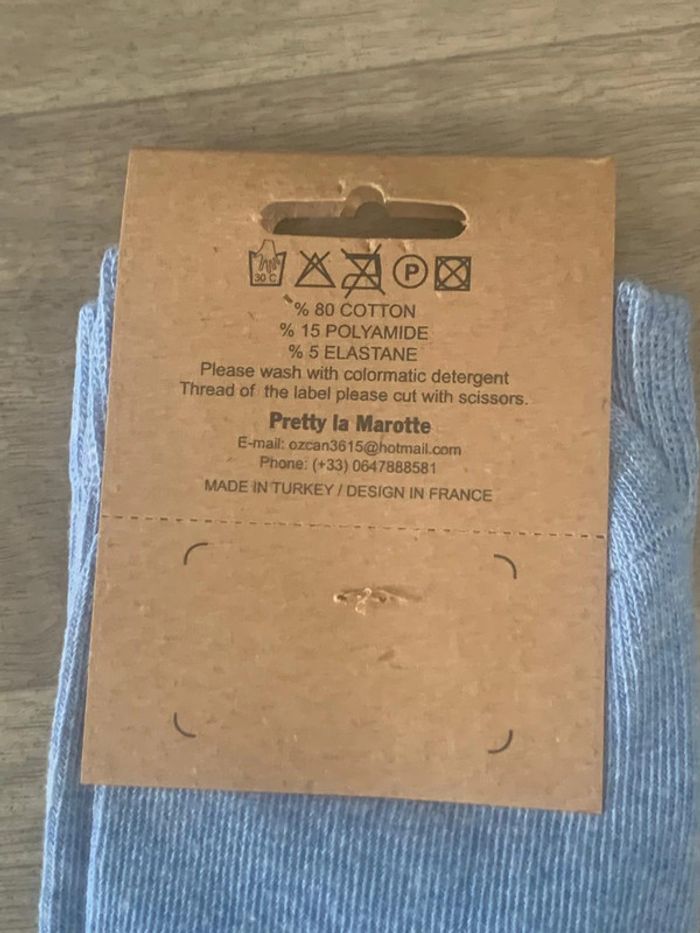 30 C
P
% 80 COTTON
% 15 POLYAMIDE
% 5 ELASTANE
Please wash with colormatic detergent
Thread of the label please cut with scissors.
Pretty la Marotte
E-mail: ozcan3615@hotmail.com
Phone: (+33) 0647888581
MADE IN TURKEY / DESIGN IN FRANCE